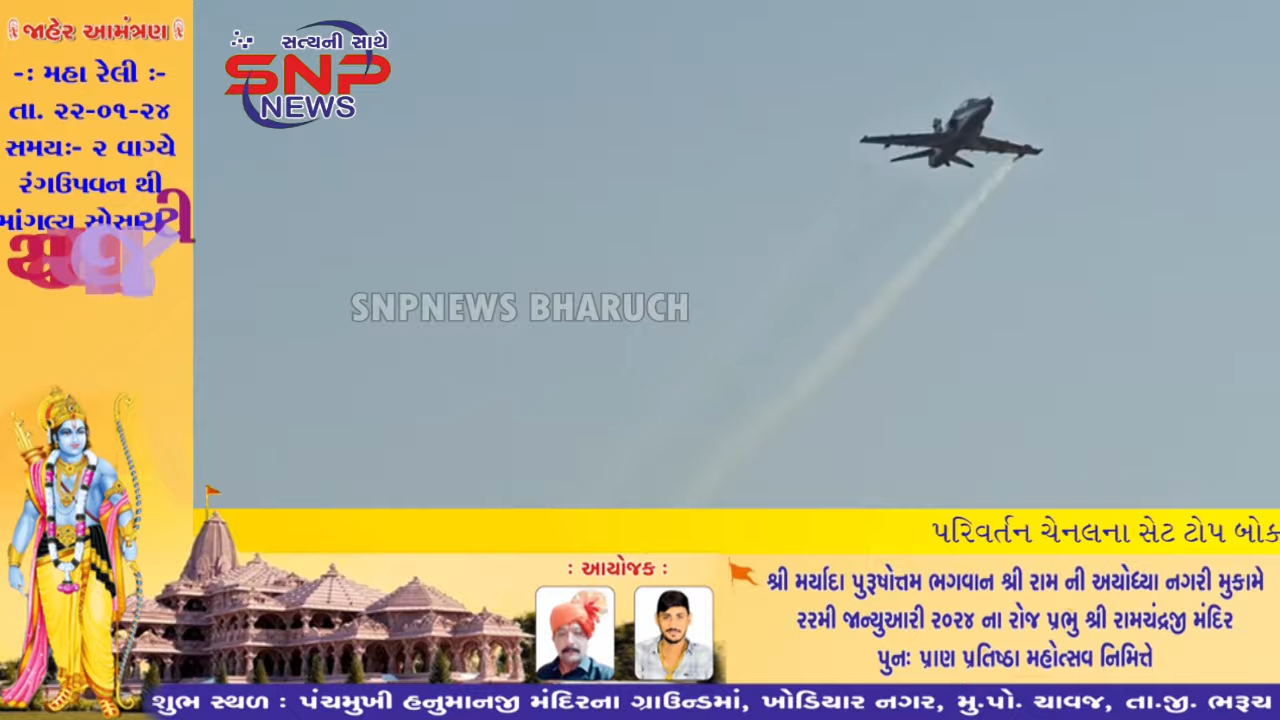 જાહેર આમંત્રણ
-: મહા રેલી :-
તા. ૨૨-૦૧-૨૪
સમયઃ- ૨ વાગ્યે
રંગઉપવન થી
માંગલ્ય
સત્યની સાથે
SNP
NEWS
SNPNEWS BHARUCH
પરિવર્તન ચેનલના સેટ ટોપ બોક
: આયોજક :
શ્રી મર્યાદા પુરૂષોત્તમ ભગવાન શ્રી રામ ની અયોધ્યા નગરી મુકામે
૨૨મી જાન્યુઆરી ૨૦૨૪ ના રોજ પ્રભુ શ્રી રામચંદ્રજી મંદિર
પુનઃ પ્રાણ પ્રતિષ્ઠા મહોત્સવ નિમિત્તે
શુભ સ્થળ : પંચમુખી હનુમાનજી મંદિરના ગ્રાઉન્ડમાં, ખોડિયાર નગર, મુ.પો. ચાવજ, તા.જી. ભરૂચ